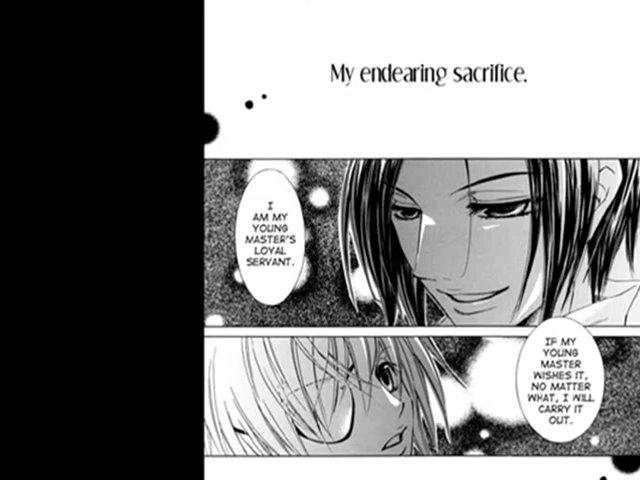 My endearing sacrifice.
I
AM MY
YOUNG
MASTER'S
LOYAL
SERVANT.
IF MY
YOUNG
MASTER
WISHES IT,
NO MATTER
WHAT, I WILL
CARRY IT
OUT.